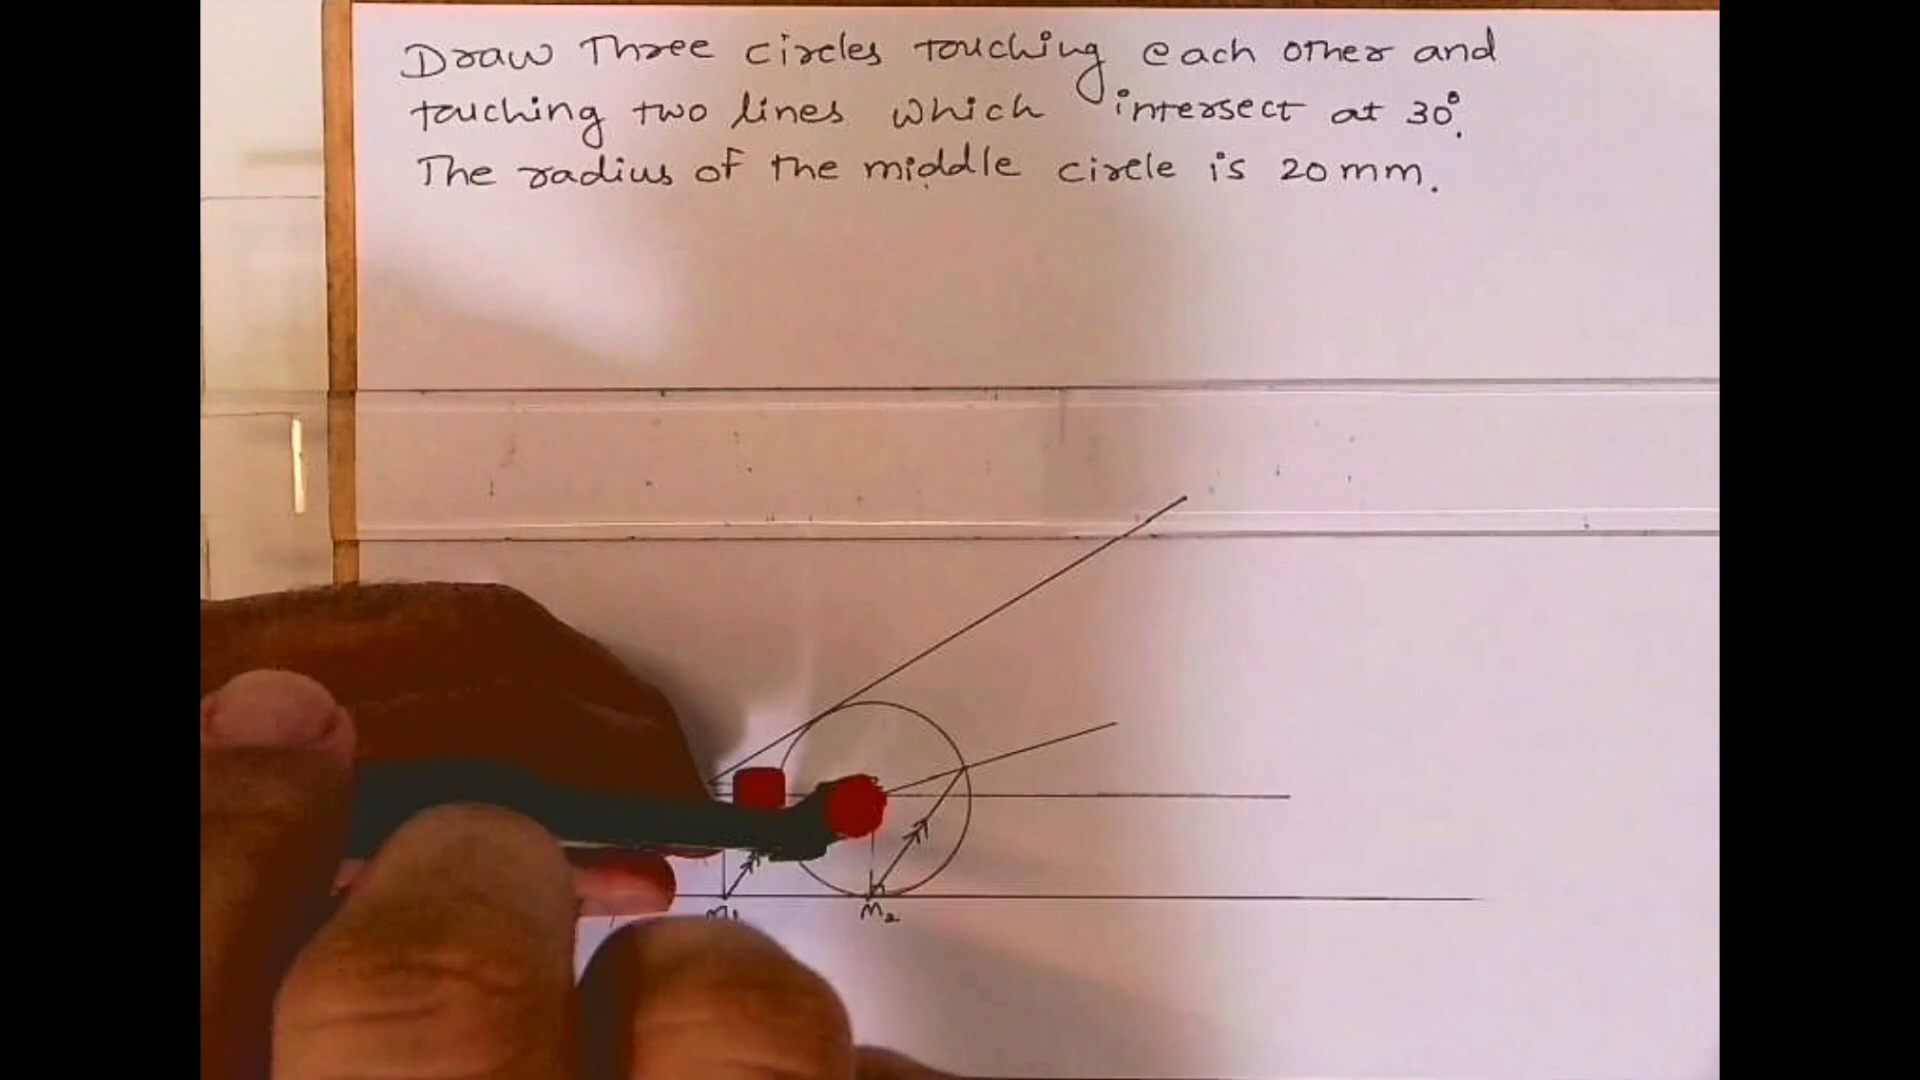 Draw Three circles touching each other and
touching two lines which intersect at 30°.
The radius of the middle circle is 20mm.
M₂